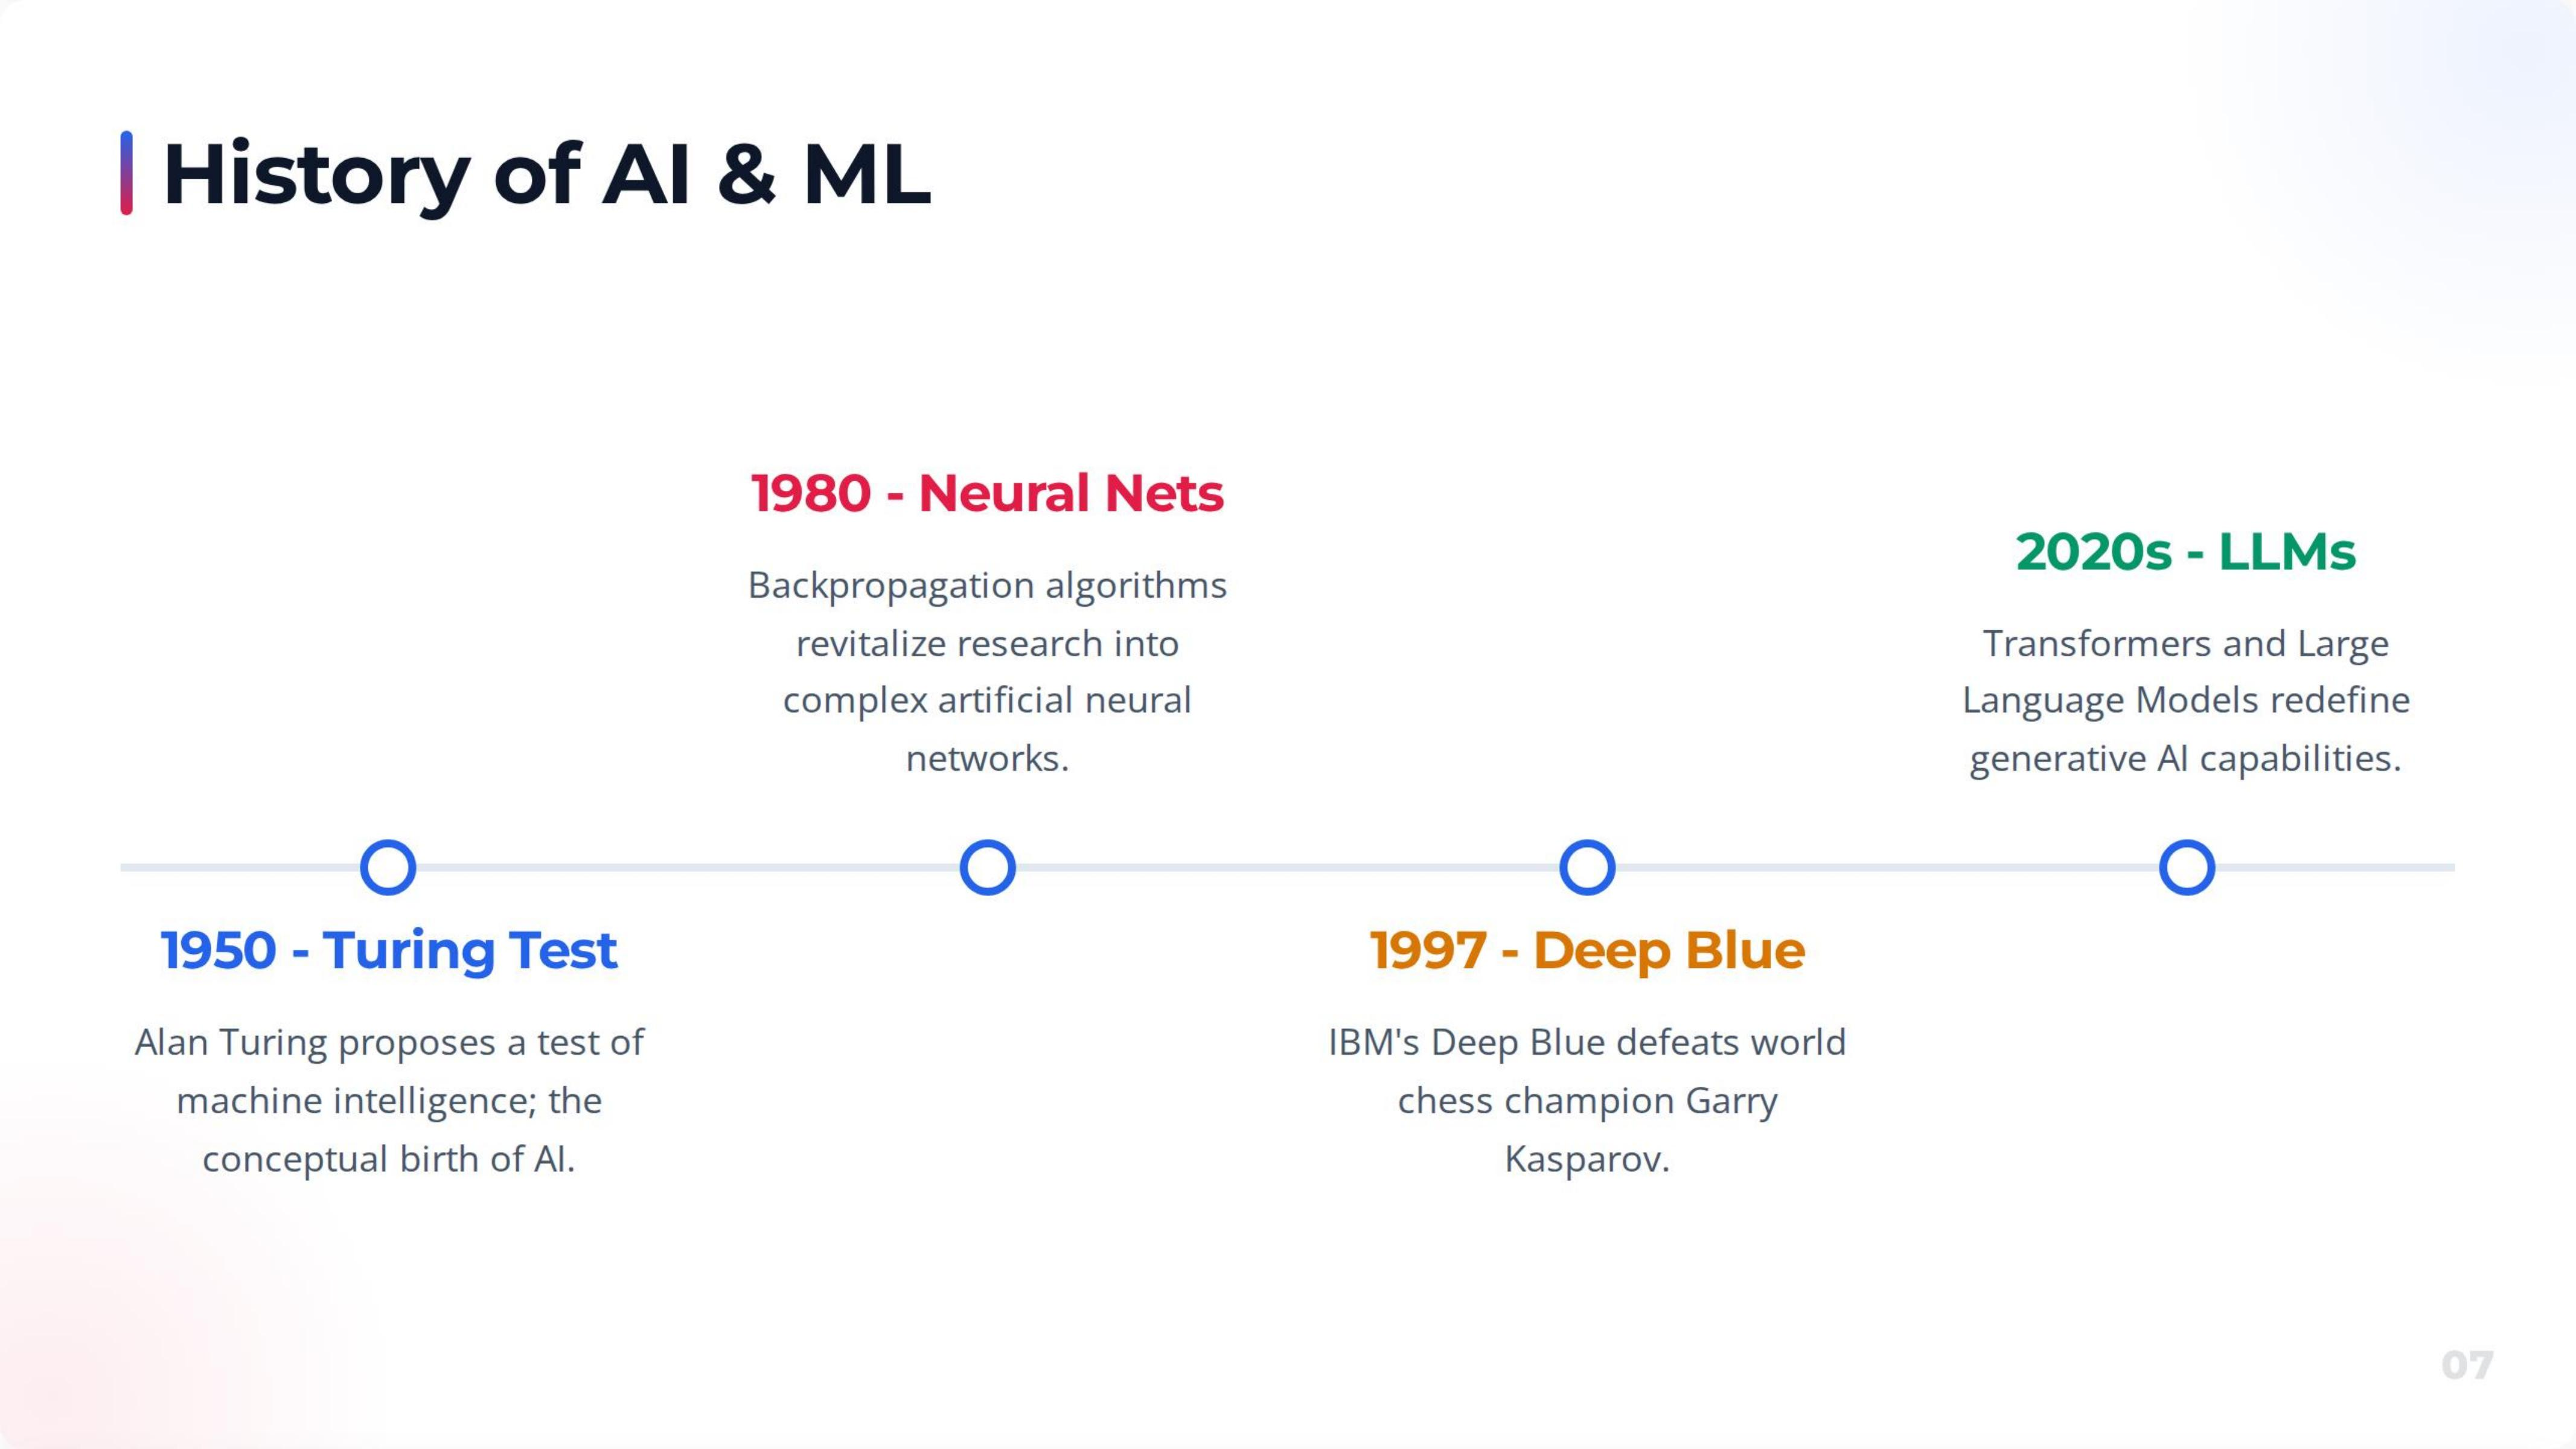 History of AI & ML
1950 - Turing Test
Alan Turing proposes a test of
machine intelligence; the
conceptual birth of AI.
1980 - Neural Nets
Backpropagation algorithms
revitalize research into
complex artificial neural
networks.
1997 - Deep Blue
IBM's Deep Blue defeats world
chess champion Garry
Kasparov.
2020s - LLMs
Transformers and Large
Language Models redefine
generative AI capabilities.
07